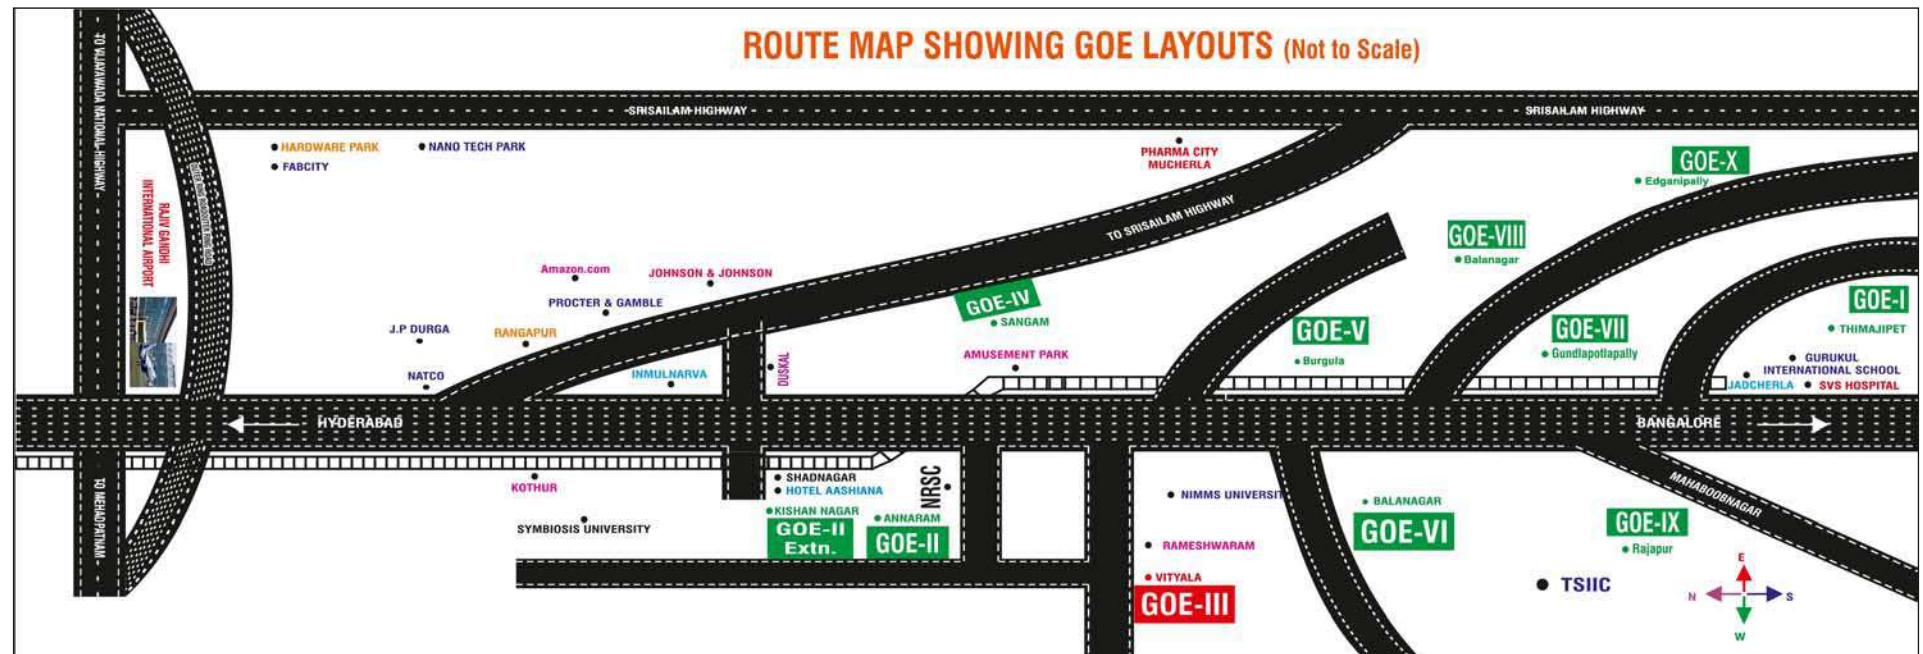 ROUTE MAP SHOWING GOE LAYOUTS (Not to Scale)
TO VIJAYAWADA NATIONAL HIGHWAY
SRISAILAM HIGHWAY
SRISAILAM HIGHWAY
HARDWARE PARK
NANO TECH PARK
FABCITY
PHARMA CITY
MUCHERLA
GOE-X
Edganipally
RAJIV GANDHI
INTERNATIONAL AIRPORT
TO SRISAILAM HIGHWAY
GOE-VIII
Balanagar
Amazon.com
JOHNSON & JOHNSON
PROCTER & GAMBLE
GOE-IV
SANGAM
GOE-I
THIMAJIPET
J.P DURGA
RANGAPUR
GOE-V
Burgula
GOE-VII
Gundlapotlapally
AMUSEMENT PARK
DUSKAL
NATCO
INMULNARVA
GURUKUL
INTERNATIONAL SCHOOL
JADCHERLA
SVS HOSPITAL
HYDERABAD
BANGALORE
TO MEHADPATNAM
KOTHUR
SHADNAGAR
HOTEL AASHIANA
NRSC
KISHAN NAGAR
GOE-II
Extn.
ANNARAM
GOE-II
SYMBIOSIS UNIVERSITY
NIMMS UNIVERSIT
RAMESHWARAM
VITYALA
GOE-III
BALANAGAR
GOE-VI
MAHABOOBNAGAR
GOE-IX
Rajapur
TSIIC
E
N
S
W